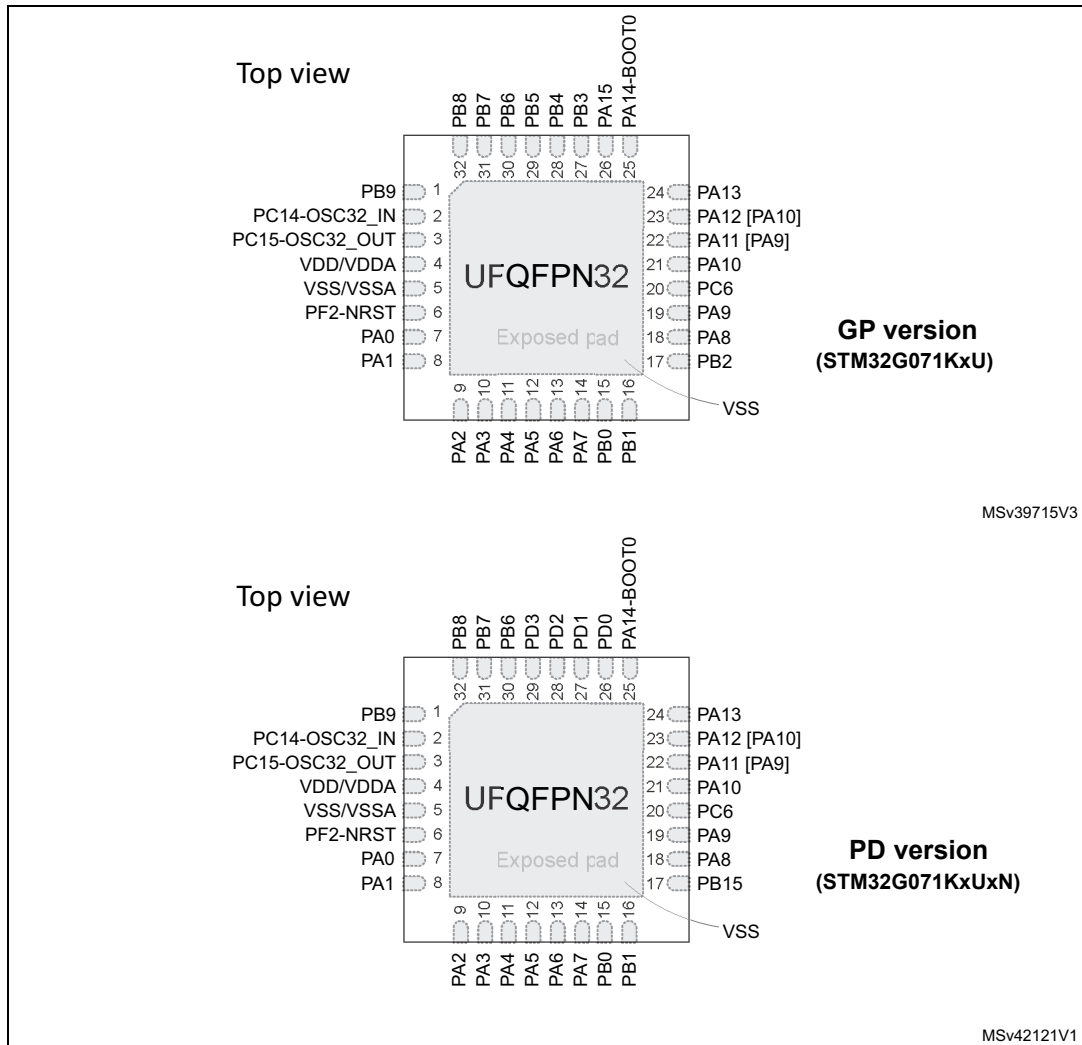 Top view
PB8 PB7 PB6 PB5 PB4 PB3 PA15 PA14-BOOT0
32 31 30 29 28 27 26 25
PB9 1 24 PA13
PC14-OSC32_IN 2 23 PA12 [PA10]
PC15-OSC32_OUT 3 22 PA11 [PA9]
VDD/VDDA 4 21 PA10
VSS/VSSA 5 UFQFPN32 20 PC6
PF2-NRST 6 19 PA9
PA0 7 Exposed pad 18 PA8
PA1 8 17 PB2
GP version
(STM32G071KxU)
9 10 11 12 13 14 15 16
VSS
PA2 PA3 PA4 PA5 PA6 PA7 PB0 PB1
MSv39715V3
Top view
PB8 PB7 PB6 PD3 PD2 PD1 PD0 PA14-BOOT0
32 31 30 29 28 27 26 25
PB9 1 24 PA13
PC14-OSC32_IN 2 23 PA12 [PA10]
PC15-OSC32_OUT 3 22 PA11 [PA9]
VDD/VDDA 4 21 PA10
VSS/VSSA 5 UFQFPN32 20 PC6
PF2-NRST 6 19 PA9
PA0 7 Exposed pad 18 PA8
PA1 8 17 PB15
PD version
(STM32G071KxUxN)
9 10 11 12 13 14 15 16
VSS
PA2 PA3 PA4 PA5 PA6 PA7 PB0 PB1
MSv42121V1